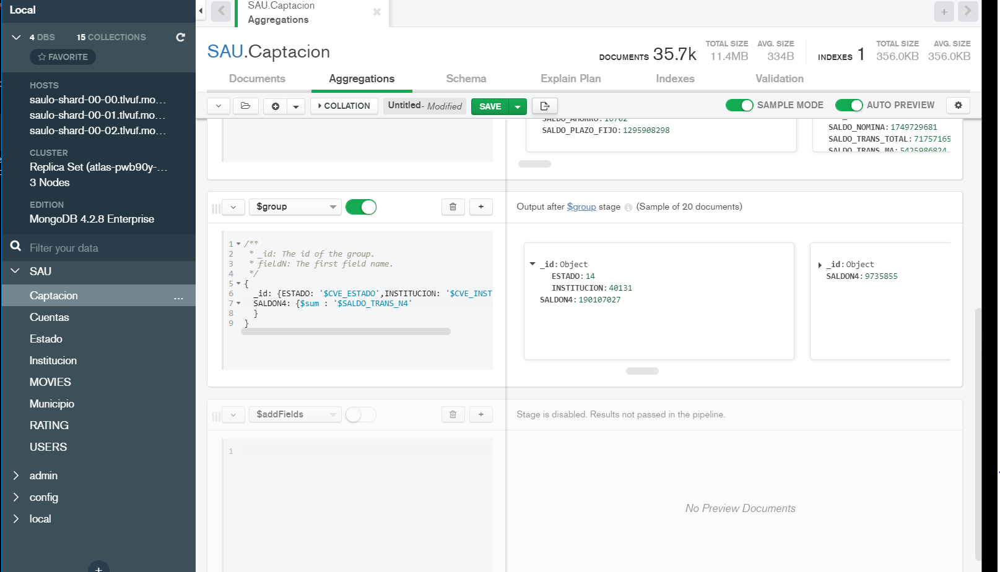 Local
4 DBS 15 COLLECTIONS
FAVORITE
HOSTS
saulo-shard-00-00.tlvuf.mo...
saulo-shard-00-01.tlvuf.mo...
saulo-shard-00-02.tlvuf.mo...
CLUSTER
Replica Set (atlas-pwb90y-...
3 Nodes
EDITION
MongoDB 4.2.8 Enterprise
Filter your data
SAU
Captacion ...
Cuentas
Estado
Institucion
MOVIES
Municipio
RATING
USERS
admin
config
local
+
SAU.Captacion
Aggregations
SAU.Captacion
DOCUMENTS 35.7k TOTAL SIZE 11.4MB AVG. SIZE 334B INDEXES 1 TOTAL SIZE 356.0KB AVG. SIZE 356.0KB
Documents Aggregations Schema Explain Plan Indexes Validation
COLLATION Untitled- Modified SAVE SAMPLE MODE AUTO PREVIEW
SALDO_AHORRO: 10702
SALDO_PLAZO_FIJO: 1295908298
SALDO_NOMINA: 1749729681
SALDO_TRANS_TOTAL: 71757165
SALDO_TRANS_MA: 5425986824
$group
Output after $group stage (Sample of 20 documents)
1 /**
2 * _id: The id of the group.
3 * fieldN: The first field name.
4 */
5 {
6 _id: {ESTADO: '$CVE_ESTADO',INSTITUCION: '$CVE_INST
7 SALDON4: {$sum : '$SALDO_TRANS_N4'
8 }
9 }
_id: Object
ESTADO: 14
INSTITUCION: 40131
SALDON4: 190107027
_id: Object
SALDON4: 9735855
$addFields
Stage is disabled. Results not passed in the pipeline.
1
No Preview Documents